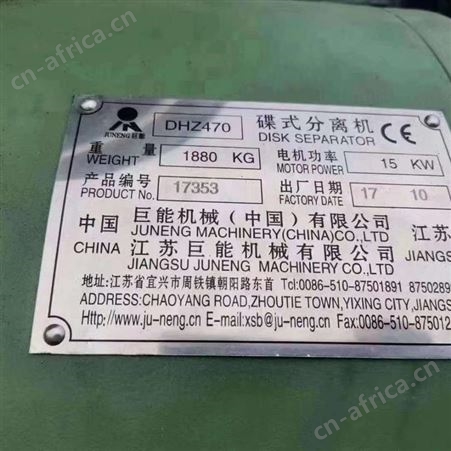 cn-africa.cn
DHZ470 碟式分离机
JUNENG 巨能 DISK SEPARATOR CE
重 量 1880 KG 电机功率 15 KW
WEIGHT MOTOR POWER
产品编号 17353 出厂日期 17 10
PRODUCT No. FACTORY DATE
中国 巨能机械(中国)有限公司 江苏
JUNENG MACHINERY(CHINA)CO.,LTD
CHINA 江苏巨能机械有限公司 JIANGS
JIANGSU JUNENG MACHINERY CO.,LTD
地址:江苏省宜兴市周铁镇朝阳路东首 Tel:0086-510-87501891 8750289
ADDRESS:CHAOYANG ROAD,ZHOUTIE TOWN,YIXING CITY,JIANGS
Http://www.ju-neng.cn E-mail:xsb@ju-neng.cn Fax:0086-510-875012
cn-africa.cn